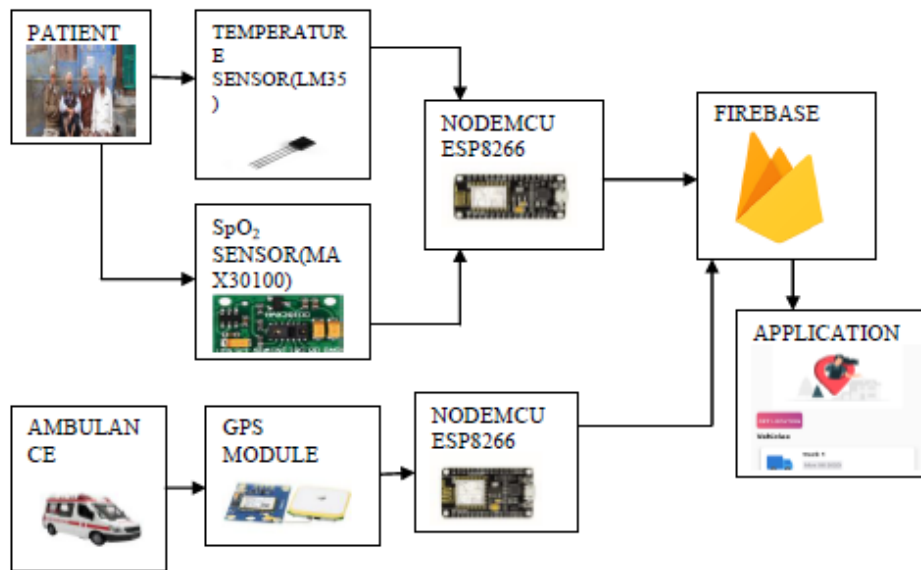 PATIENT
TEMPERATUR
E
SENSOR(LM35
)
NODEMCU
ESP8266
FIREBASE
SpO₂
SENSOR(MA
X30100)
APPLICATION
Vehicles
AMBULAN
CE
GPS
MODULE
NODEMCU
ESP8266